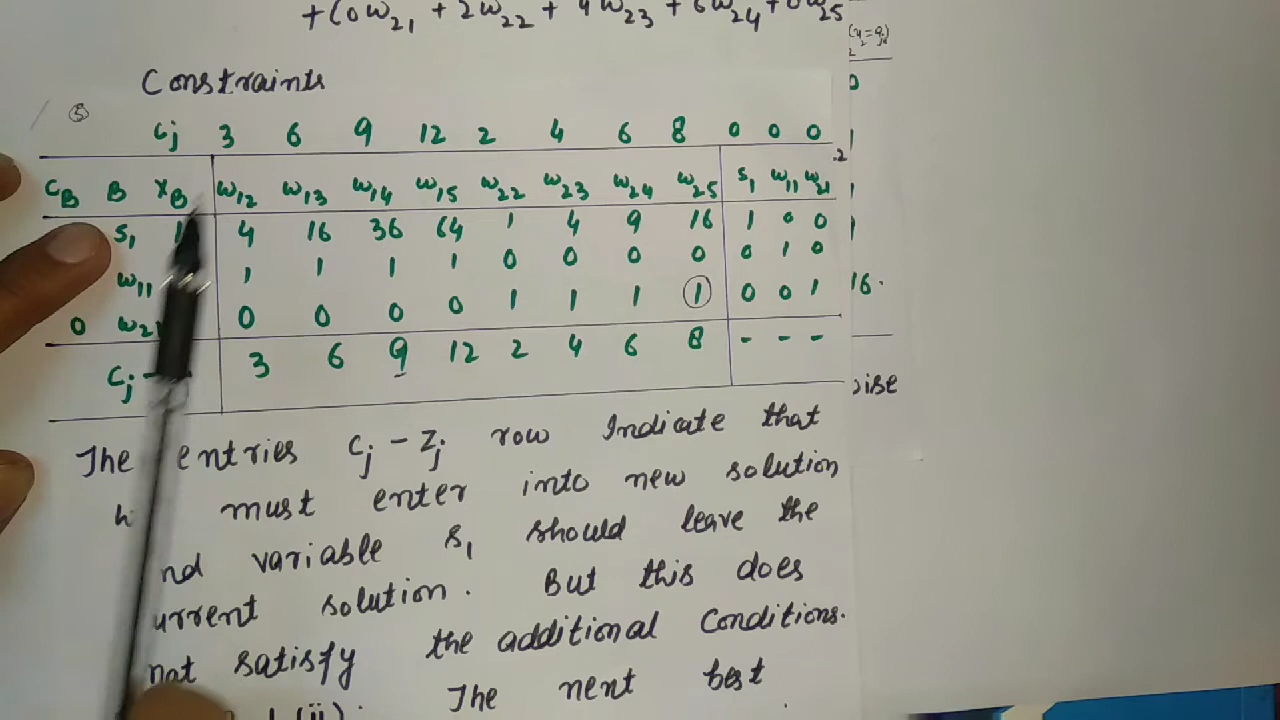 +(0w21 + 2w22 + 4w23 + 6w24 + 8w25
Constraints
(5)
Cj 3 6 9 12 2 4 6 8 0 0 0
CB B XB w12 w13 w14 w15 w22 w23 w24 w25 s1 w11 w21
s1 1 4 16 36 64 1 4 9 16 1 0 0
w11 1 1 1 1 0 0 0 0 0 1 0
0 0 0 0 0 1 1 1 1 0 0 1
Cj 3 6 9 12 2 4 6 8 - - -
The entries Cj - Zj row Indicate that
must enter into new solution
nd variable s1 should leave the
urrent solution. But this does
not satisfy the additional conditions.
(ii). The nent best
16.